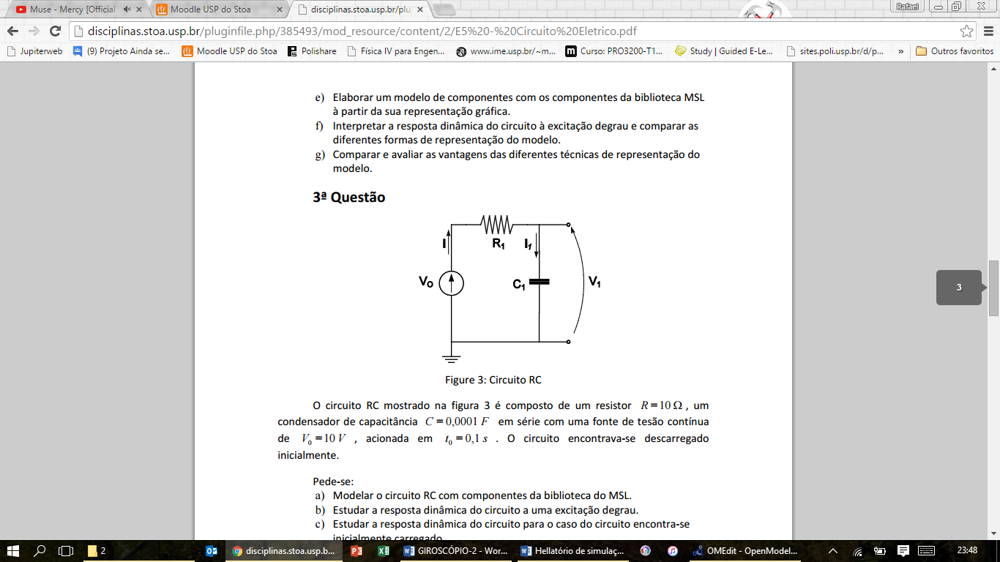 Muse - Mercy [Official
Moodle USP do Stoa
disciplinas.stoa.usp.br/plu
Rafael
disciplinas.stoa.usp.br/pluginfile.php/385493/mod_resource/content/2/E5%20-%20Circuito%20Eletrico.pdf
Jupiterweb
(9) Projeto Ainda se...
Moodle USP do Stoa
Polishare
Física IV para Engen...
www.ime.usp.br/~m...
Curso: PRO3200-T1...
Study | Guided E-Le...
sites.poli.usp.br/d/p...
»
Outros favoritos
e) Elaborar um modelo de componentes com os componentes da biblioteca MSL
à partir da sua representação gráfica.
f) Interpretar a resposta dinâmica do circuito à excitação degrau e comparar as
diferentes formas de representação do modelo.
g) Comparar e avaliar as vantagens das diferentes técnicas de representação do
modelo.
3ª Questão
I
R1
I1
Vo
C1
V1
3
Figure 3: Circuito RC
O circuito RC mostrado na figura 3 é composto de um resistor R = 10 Ω , um
condensador de capacitância C = 0,0001 F em série com uma fonte de tesão contínua
de V0 = 10 V , acionada em t0 = 0,1 s . O circuito encontrava-se descarregado
inicialmente.
Pede-se:
a) Modelar o circuito RC com componentes da biblioteca do MSL.
b) Estudar a resposta dinâmica do circuito a uma excitação degrau.
c) Estudar a resposta dinâmica do circuito para o caso do circuito encontra-se
inicialmente carregado
2
disciplinas.stoa.usp.b...
GIROSCÓPIO-2 - Wor...
Hellatório de simulaç...
OMEdit - OpenModel...
23:48